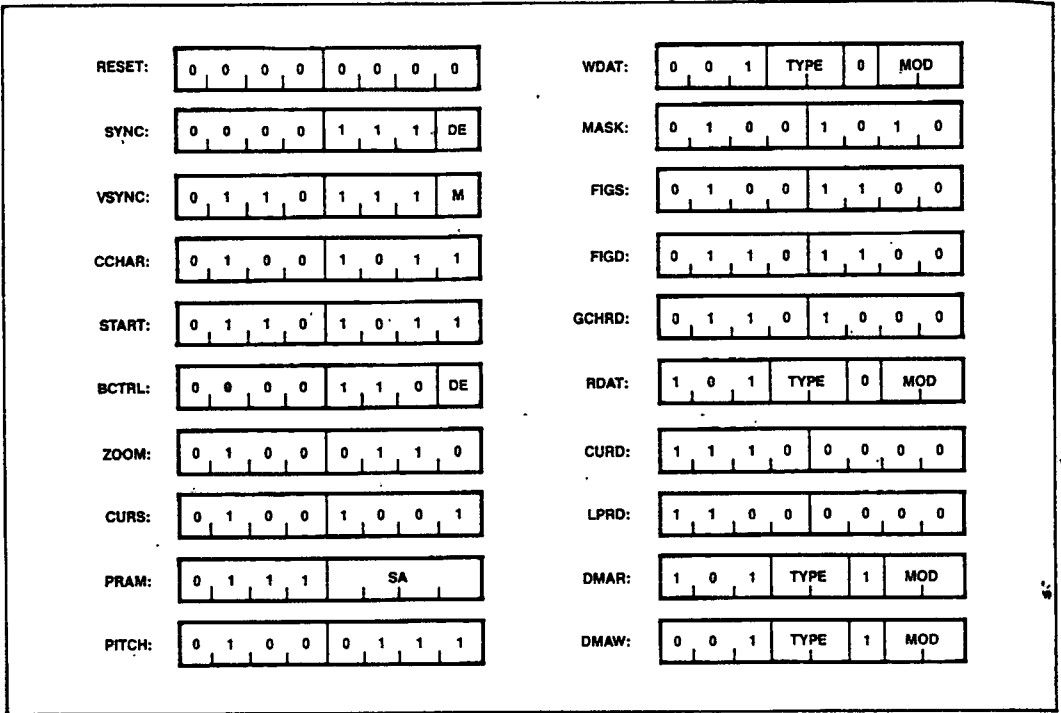 RESET: 0 0 0 0 0 0 0 0
SYNC: 0 0 0 0 1 1 1 DE
VSYNC: 0 1 1 0 1 1 1 M
CCHAR: 0 1 0 0 1 0 1 1
START: 0 1 1 0 1 0 1 1
BCTRL: 0 0 0 0 1 1 0 DE
ZOOM: 0 1 0 0 0 1 1 0
CURS: 0 1 0 0 1 0 0 1
PRAM: 0 1 1 1 SA
PITCH: 0 1 0 0 0 1 1 1
WDAT: 0 0 1 TYPE 0 MOD
MASK: 0 1 0 0 1 0 1 0
FIGS: 0 1 0 0 1 1 0 0
FIGD: 0 1 1 0 1 1 0 0
GCHRD: 0 1 1 0 1 0 0 0
RDAT: 1 0 1 TYPE 0 MOD
CURD: 1 1 1 0 0 0 0 0
LPRD: 1 1 0 0 0 0 0 0
DMAR: 1 0 1 TYPE 1 MOD
DMAW: 0 0 1 TYPE 1 MOD